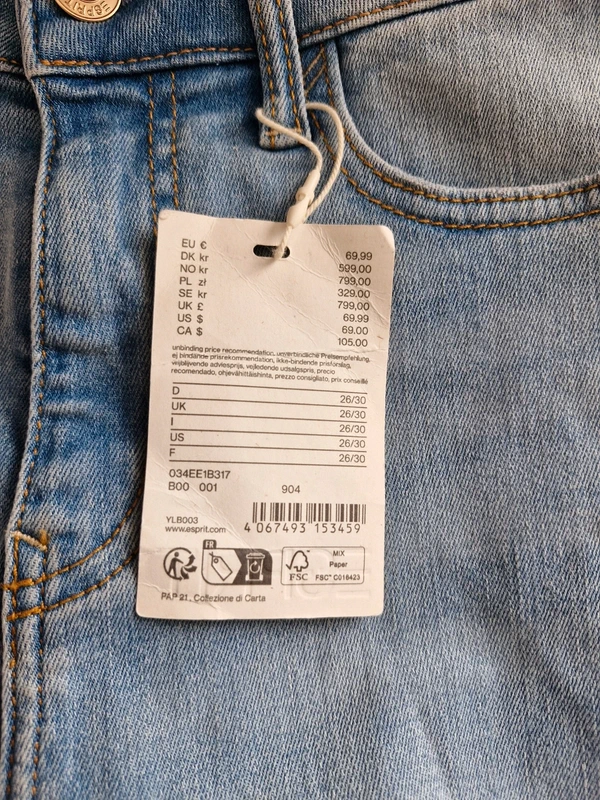 ESPRIT
EU € 69,99
DK kr 599,00
NO kr 799,00
PL zł 329.00
SE kr 799,00
UK £ 69.99
US $ 69.00
CA $ 105.00
unbinding price recommendation, unverbindliche Preisempfehlung,
ej bindande prisrekommendation, ikke-bindende prisforslag,
vejlbijvende adviesprijs, vejledende udsalgspris, precio
recomendado, ohjevähittäishinta, prezzo consigliato, prix conseillé
D 26/30
UK 26/30
I 26/30
US 26/30
F 26/30
034EE1B317
B00 001 904
YLB003
www.esprit.com
4 067493 153459
FR
FSC
MIX
Paper
FSC™ C016423
PAP 21, Collezione di Carta